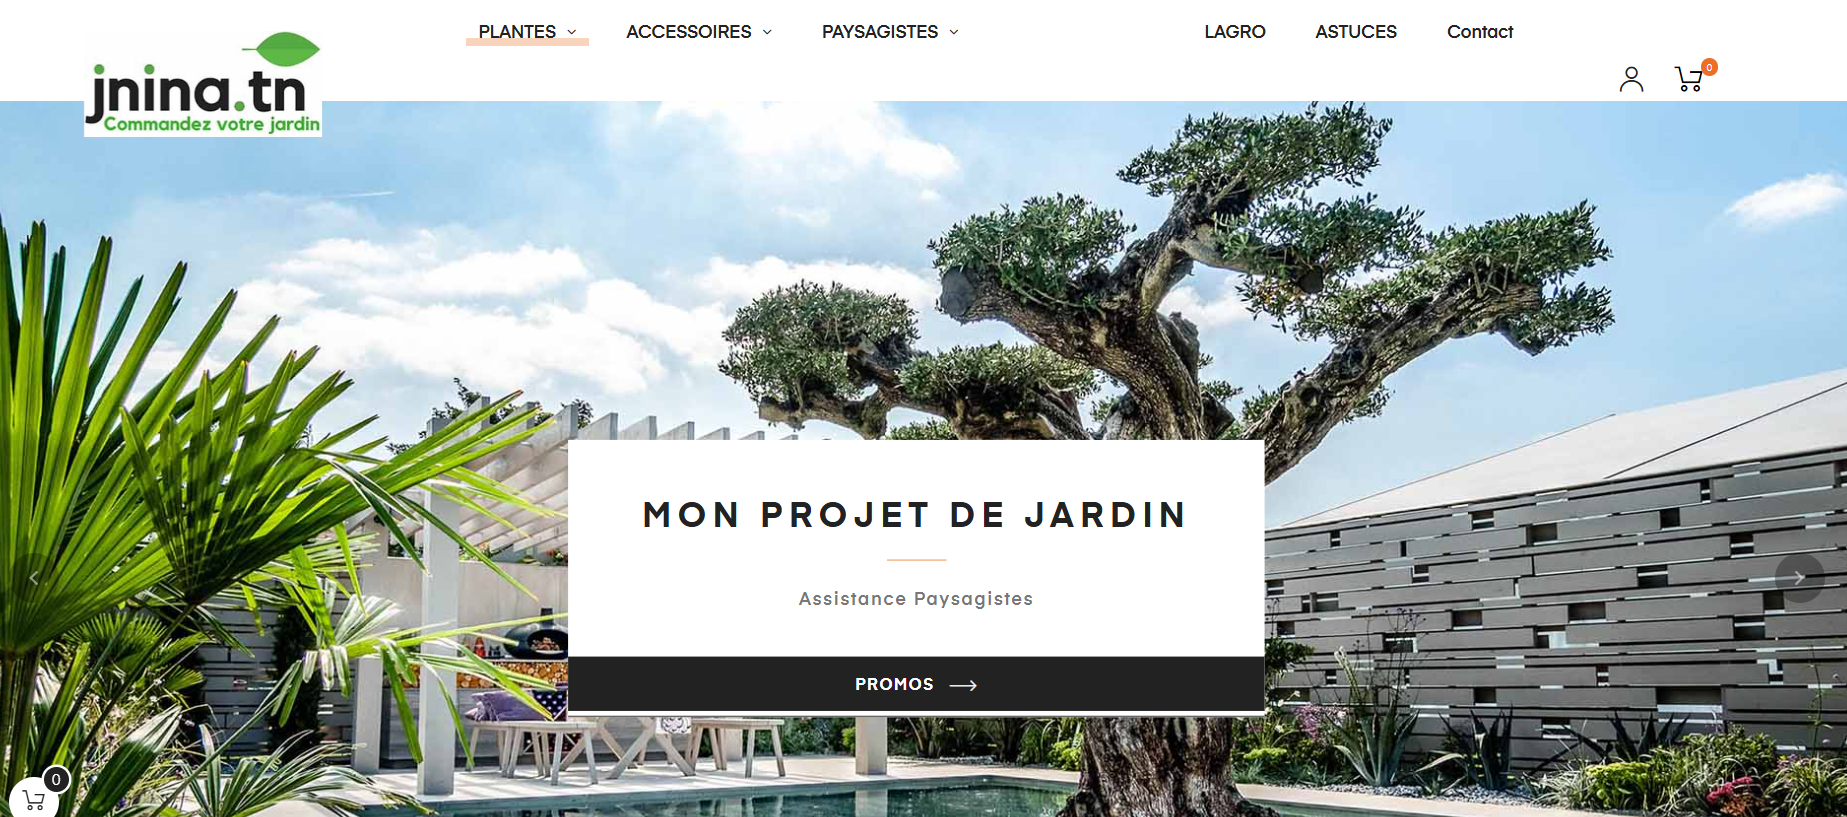 PLANTES
ACCESSOIRES
PAYSAGISTES
LAGRO
ASTUCES
Contact
jnina.tn
Commandez votre jardin
0
MON PROJET DE JARDIN
Assistance Paysagistes
PROMOS
0